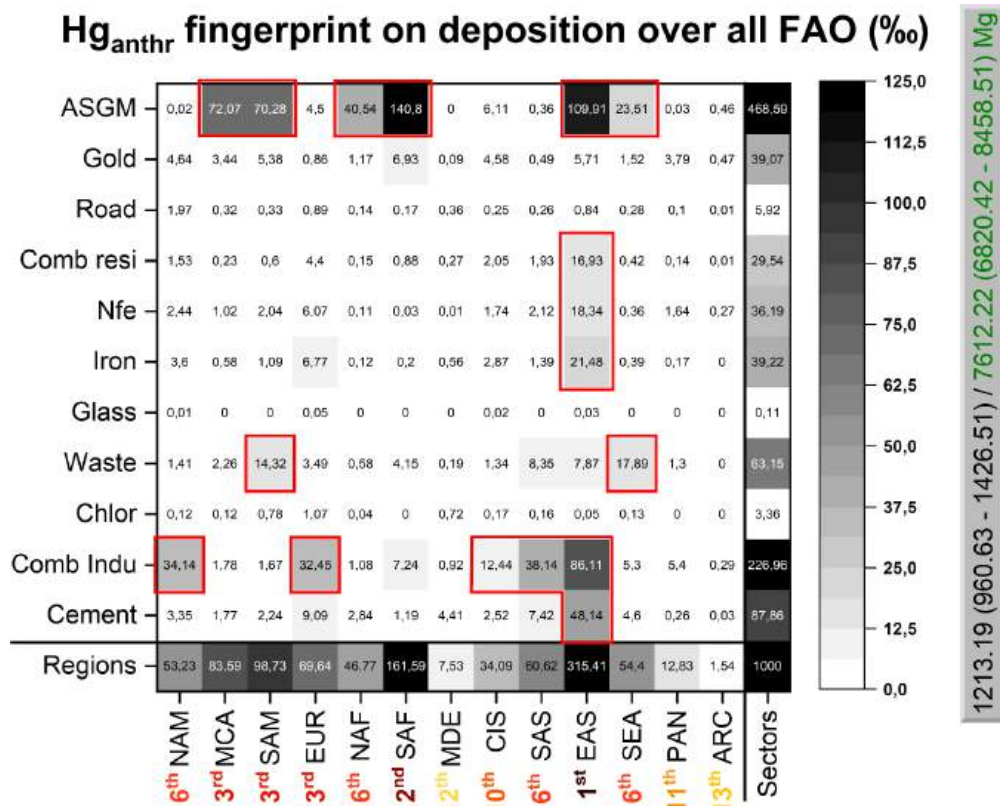 Hganthr fingerprint on deposition over all FAO (‰)
ASGM 0,02 72,07 70,28 4,5 40,54 140,8 0 6,11 0,36 109,91 23,51 0,03 0,46 468,59
Gold 4,64 3,44 5,38 0,86 1,17 6,93 0,09 4,58 0,49 5,71 1,52 3,79 0,47 39,07
Road 1,97 0,32 0,33 0,89 0,14 0,17 0,36 0,25 0,26 0,84 0,28 0,1 0,01 5,92
Comb resi 1,53 0,23 0,6 4,4 0,15 0,88 0,27 2,05 1,93 16,93 0,42 0,14 0,01 29,54
Nfe 2,44 1,02 2,04 6,07 0,11 0,03 0,01 1,74 2,12 18,34 0,36 1,64 0,27 36,19
Iron 3,6 0,58 1,09 6,77 0,12 0,2 0,56 2,87 1,39 21,48 0,39 0,17 0 39,22
Glass 0,01 0 0 0,05 0 0 0 0,02 0 0,03 0 0 0 0,11
Waste 1,41 2,26 14,32 3,49 0,58 4,15 0,19 1,34 8,35 7,87 17,89 1,3 0 63,15
Chlor 0,12 0,12 0,78 1,07 0,04 0 0,72 0,17 0,16 0,05 0,13 0 0 3,36
Comb Indu 34,14 1,78 1,67 32,45 1,08 7,24 0,92 12,44 38,14 86,11 5,3 5,4 0,29 226,96
Cement 3,35 1,77 2,24 9,09 2,84 1,19 4,41 2,52 7,42 48,14 4,6 0,26 0,03 87,86
Regions 53,23 83,59 98,73 69,64 46,77 161,59 7,53 34,09 60,62 315,41 54,4 12,83 1,54 1000
6th NAM
3rd MCA
3rd SAM
3rd EUR
6th NAF
2nd SAF
2th MDE
0th CIS
6th SAS
1st EAS
6th SEA
11th PAN
13th ARC
Sectors
125,0
112,5
100,0
87,5
75,0
62,5
50,0
37,5
25,0
12,5
0,0
1213.19 (960.63 - 1426.51) / 7612.22 (6820.42 - 8458.51) Mg